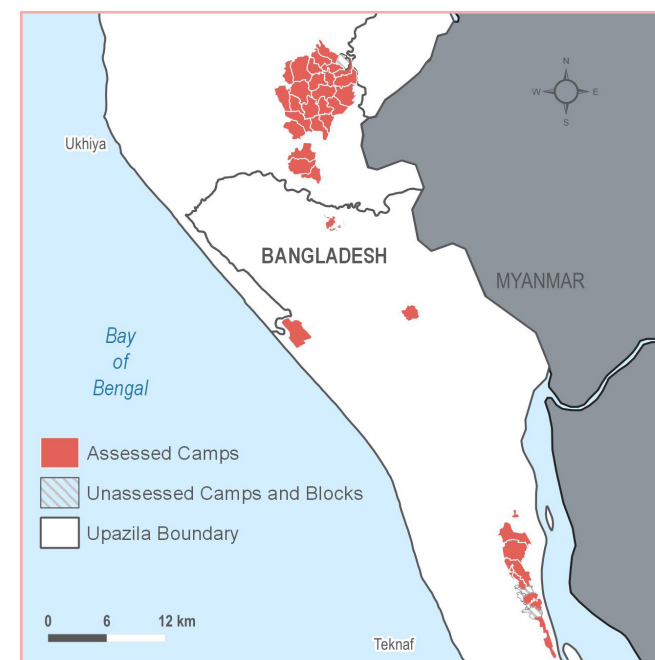 N
W E
S
Ukhiya
BANGLADESH
MYANMAR
Bay
of
Bengal
Assessed Camps
Unassessed Camps and Blocks
Upazila Boundary
0 6 12 km
Teknaf